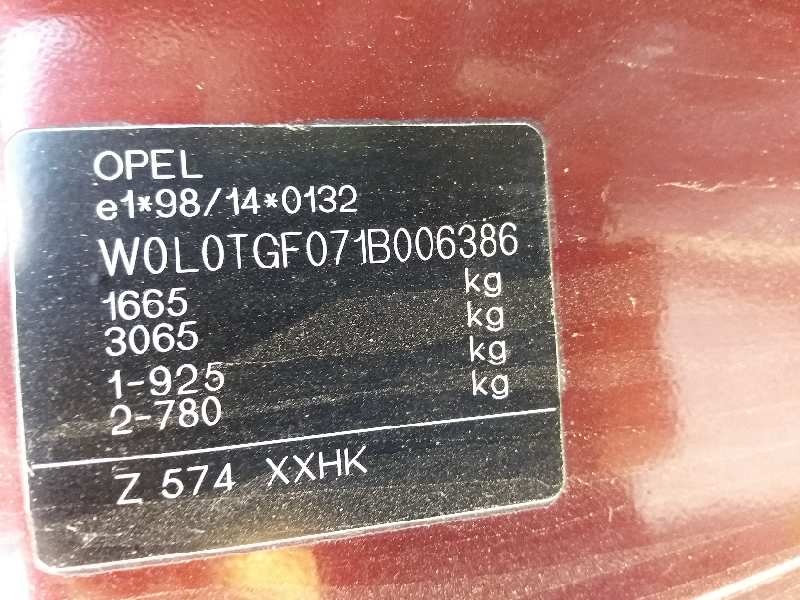 OPEL
e1*98/14*0132
W0L0TGF071B006386
1665 kg
3065 kg
1-925 kg
2-780 kg
Z 574 XXHK